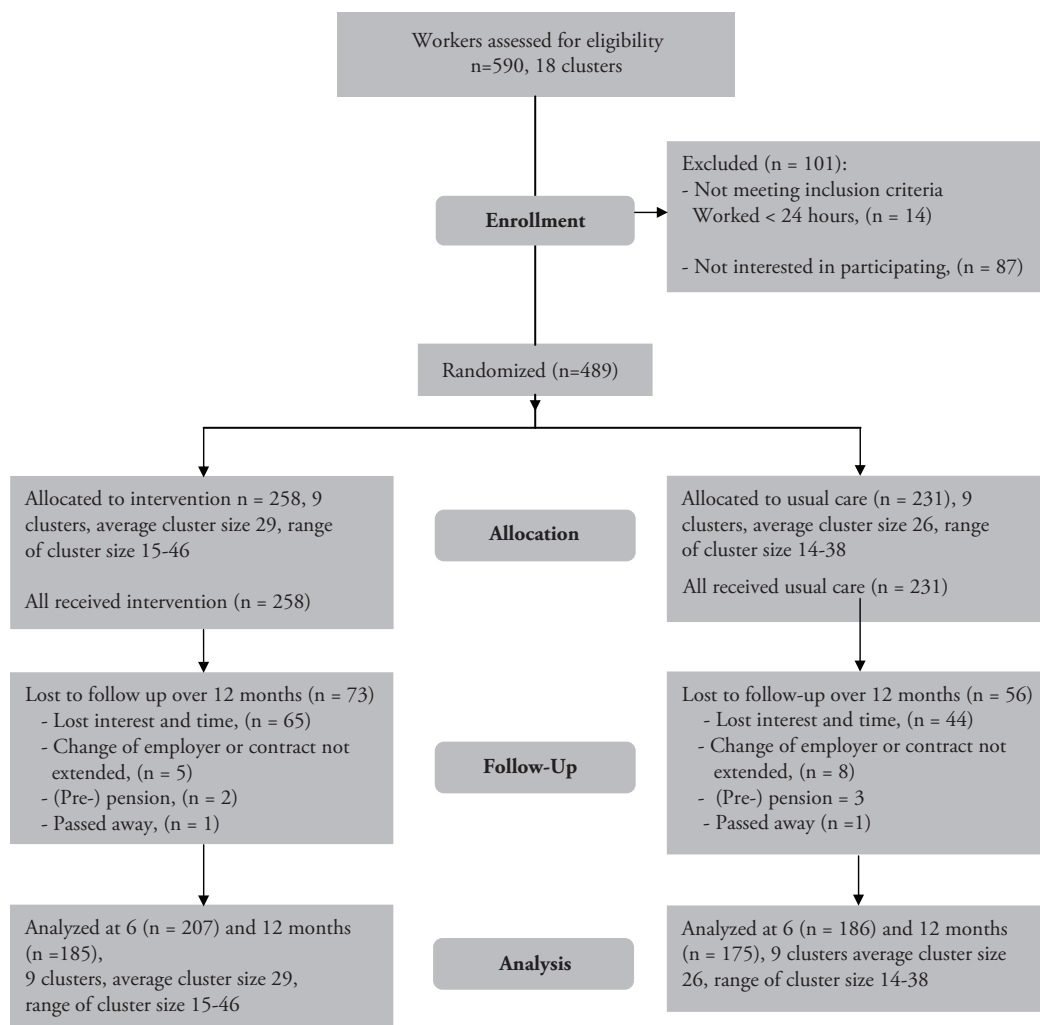 Workers assessed for eligibility
n=590, 18 clusters
Excluded (n = 101):
- Not meeting inclusion criteria
Worked < 24 hours, (n = 14)
- Not interested in participating, (n = 87)
Enrollment
Randomized (n=489)
Allocated to intervention n = 258, 9
clusters, average cluster size 29, range
of cluster size 15-46
All received intervention (n = 258)
Allocation
Allocated to usual care (n = 231), 9
clusters, average cluster size 26, range
of cluster size 14-38
All received usual care (n = 231)
Lost to follow up over 12 months (n = 73)
- Lost interest and time, (n = 65)
- Change of employer or contract not
extended, (n = 5)
- (Pre-) pension, (n = 2)
- Passed away, (n = 1)
Follow-Up
Lost to follow-up over 12 months (n = 56)
- Lost interest and time, (n = 44)
- Change of employer or contract not
extended, (n = 8)
- (Pre-) pension = 3
- Passed away (n =1)
Analyzed at 6 (n = 207) and 12 months
(n =185),
9 clusters, average cluster size 29,
range of cluster size 15-46
Analysis
Analyzed at 6 (n = 186) and 12 months
(n = 175), 9 clusters average cluster size
26, range of cluster size 14-38